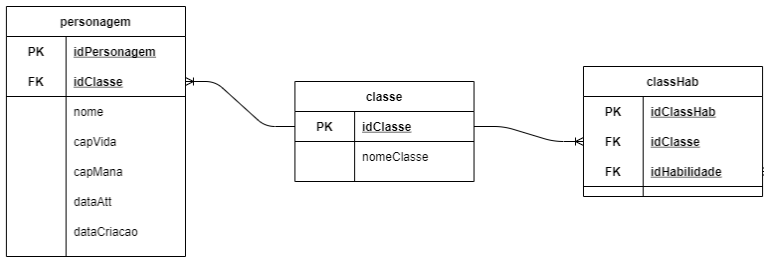 personagem
PK idPersonagem
FK idClasse
nome
capVida
capMana
dataAtt
dataCriacao
classe
PK idClasse
nomeClasse
classHab
PK idClassHab
FK idClasse
FK idHabilidade